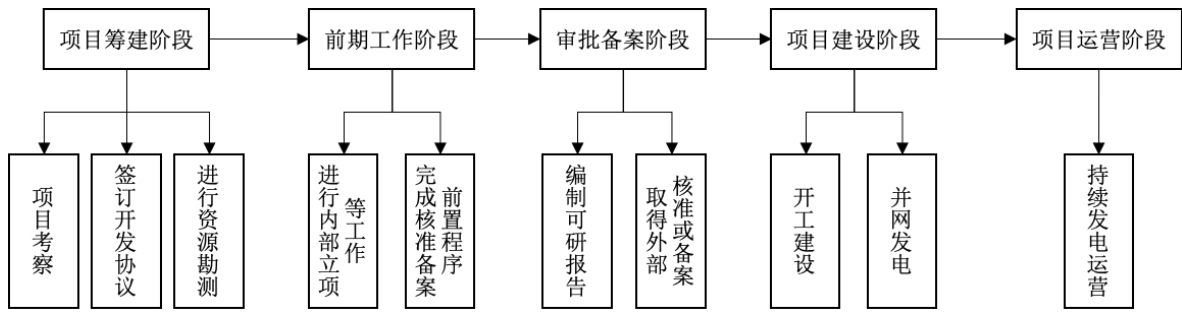 项目筹建阶段
前期工作阶段
审批备案阶段
项目建设阶段
项目运营阶段
项目考察
签订开发协议
进行资源勘测
进行内部立项
等工作
完成核准备案
前置程序
编制可研报告
取得外部
核准或备案
开工建设
并网发电
持续发电运营